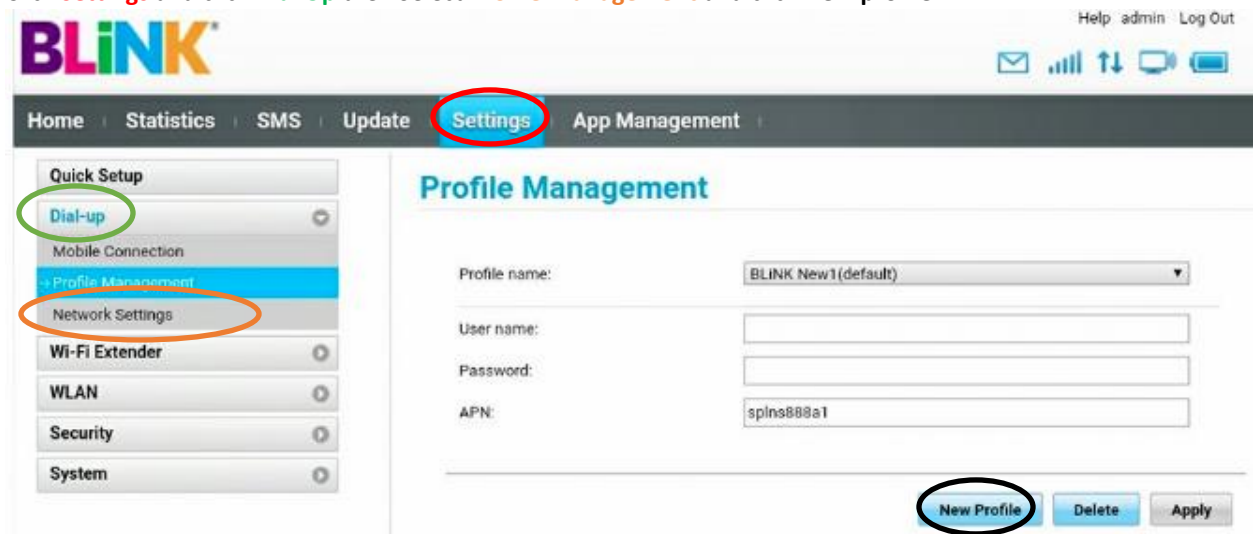 Help admin Log Out
BLiNK
Home Statistics SMS Update Settings App Management
Quick Setup
Dial-up
Mobile Connection
Profile Management
Network Settings
Wi-Fi Extender
WLAN
Security
System
Profile Management
Profile name: BLiNK New1(default)
User name:
Password:
APN: splns888a1
New Profile Delete Apply